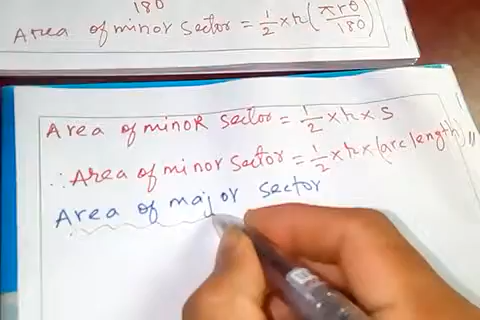 180
Area of minor sector = 1/2 × r (πrθ/180)
Area of minor sector = 1/2 × r × s
∴ Area of minor sector = 1/2 × r × (arc length) "
Area of major sector